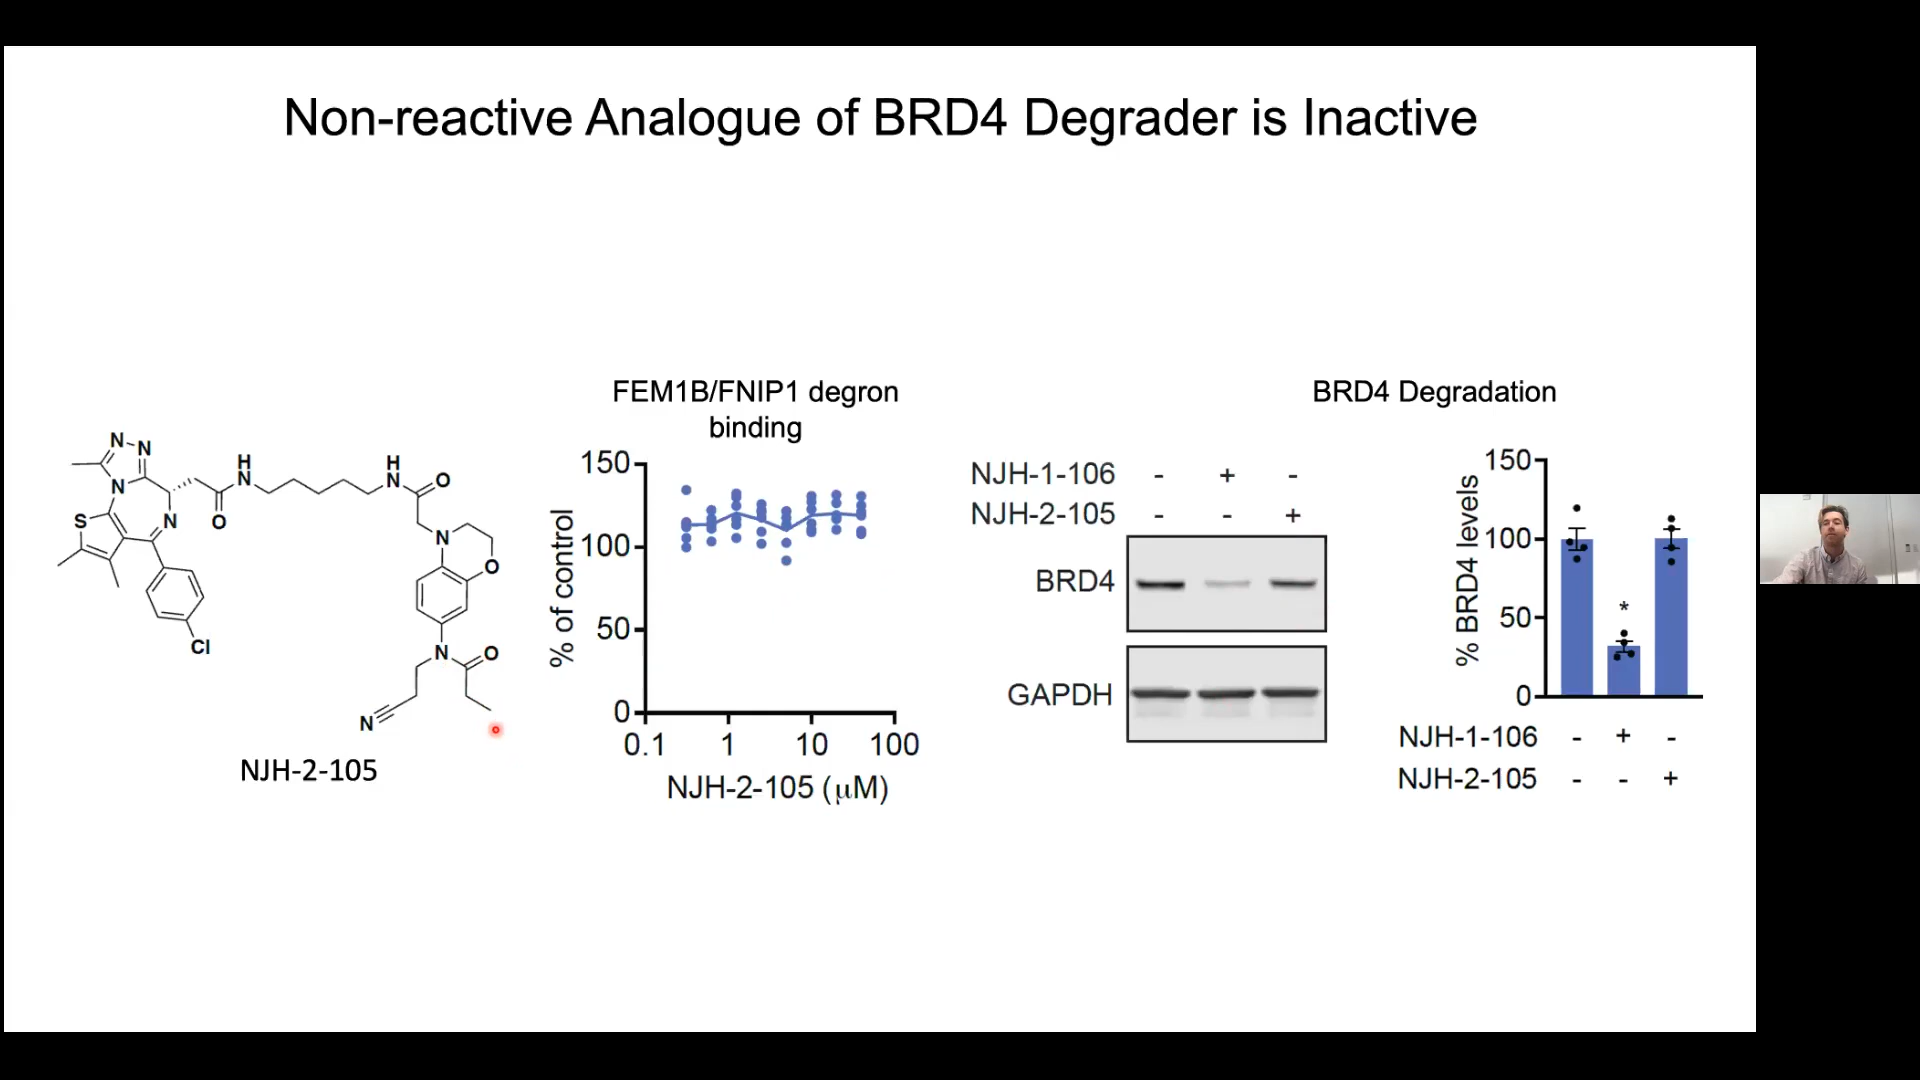 Non-reactive Analogue of BRD4 Degrader is Inactive
N N
N
N
S
Cl
H
N
O
H
N
O
N
O
N
O
N
NJH-2-105
FEM1B/FNIP1 degron
binding
% of control
150
100
50
0
0.1 1 10 100
NJH-2-105 (μM)
BRD4 Degradation
NJH-1-106 - + -
NJH-2-105 - - +
BRD4
GAPDH
% BRD4 levels
150
100
50
0
*
NJH-1-106 - + -
NJH-2-105 - - +